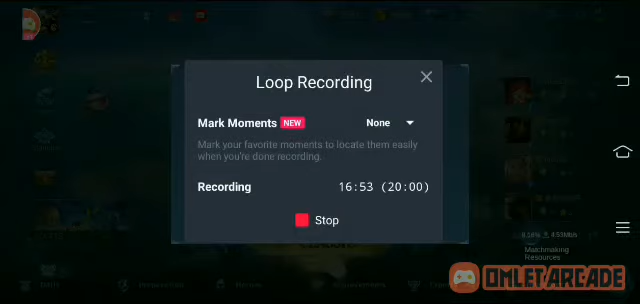 Loop Recording
Mark Moments NEW None
Mark your favorite moments to locate them easily
when you're done recording.
Recording 16:53 (20:00)
Stop
Matchmaking
Resources
OMLET ARCADE